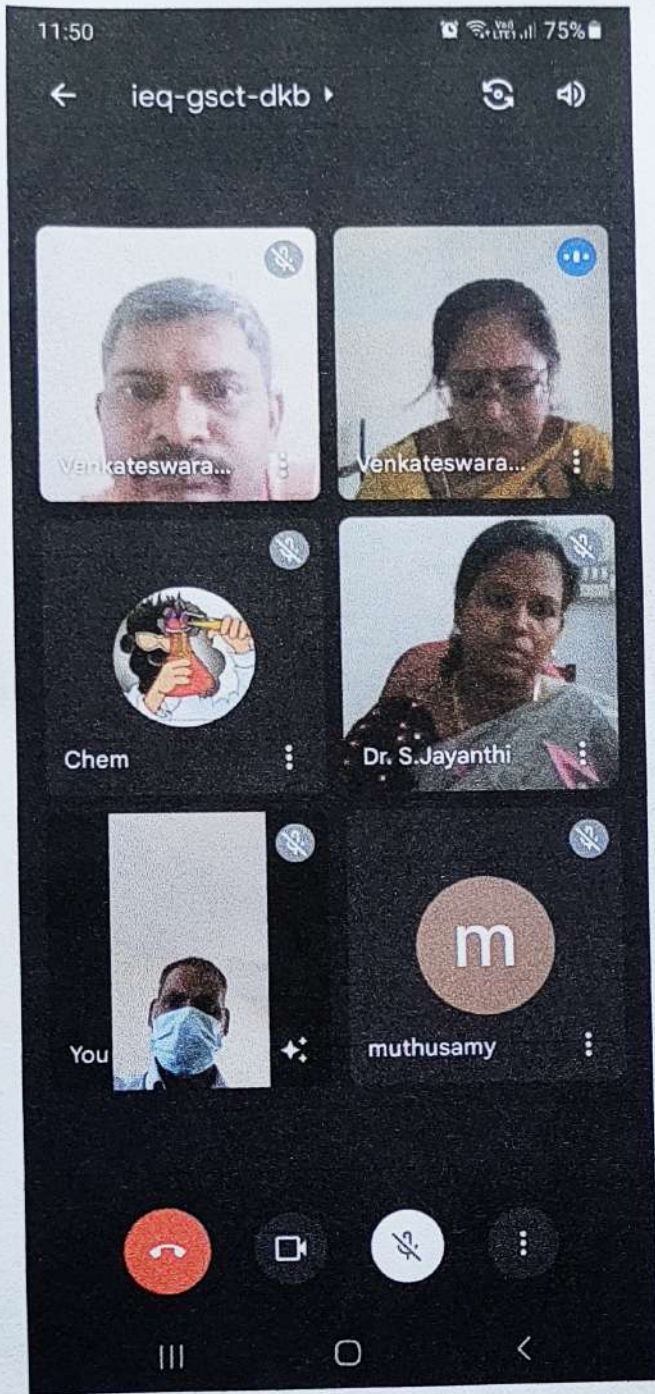 11:50 75%
ieq-gsct-dkb
Venkateswara...
Venkateswara...
Chem
Dr. S.Jayanthi
You
m
muthusamy